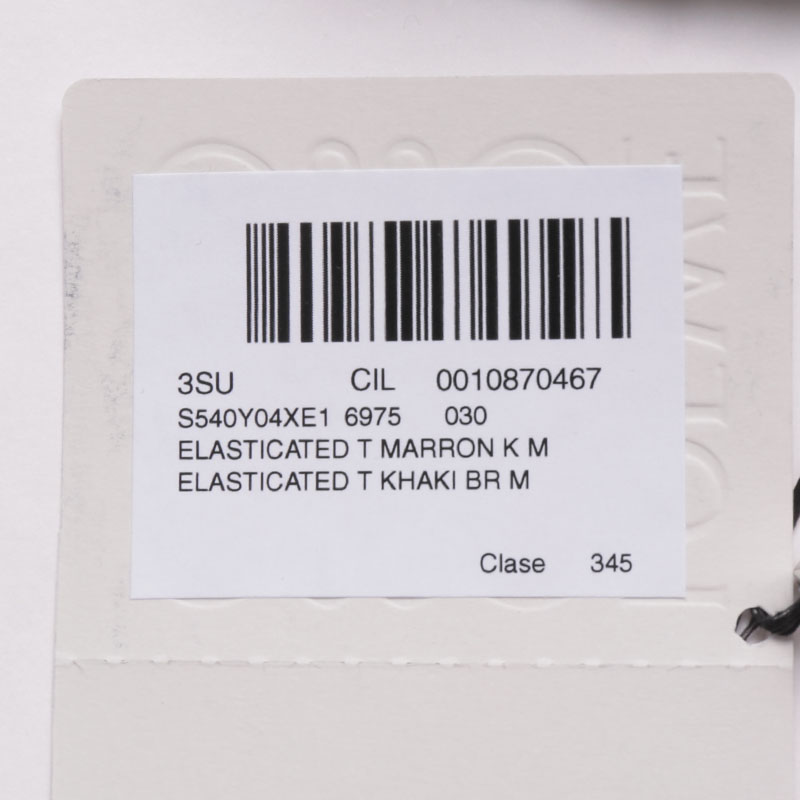 3SU CIL 0010870467
S540Y04XE1 6975 030
ELASTICATED T MARRON K M
ELASTICATED T KHAKI BR M
Clase 345